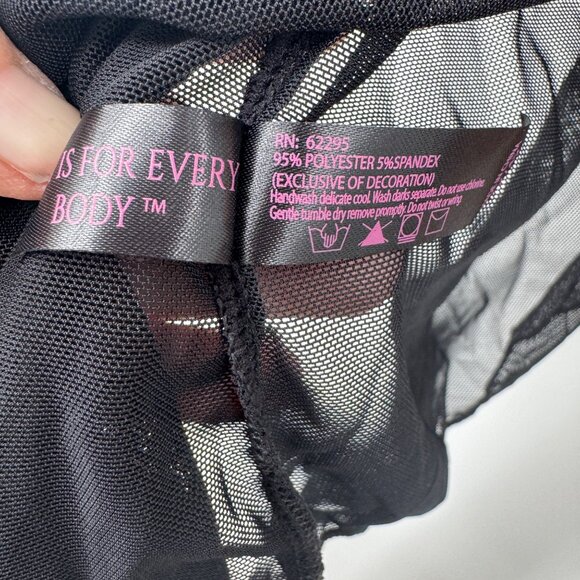 IS FOR EVERY
BODY™
RN: 62295
95% POLYESTER 5%SPANDEX
(EXCLUSIVE OF DECORATION)
Handwash delicate cool. Wash darks separate. Do not use chlorine.
Gentle tumble dry remove promptly. Do not twist or wring.